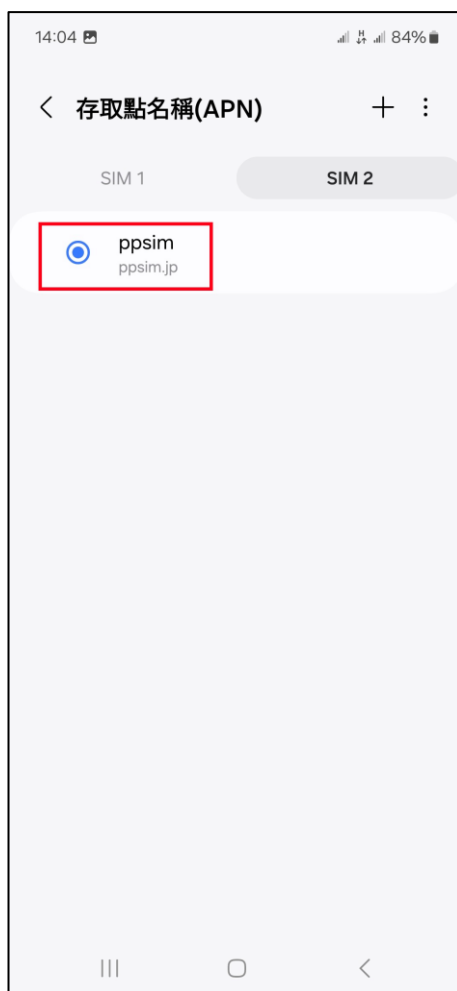 14:04 H 84%
存取點名稱(APN)
SIM 1 SIM 2
ppsim
ppsim.jp